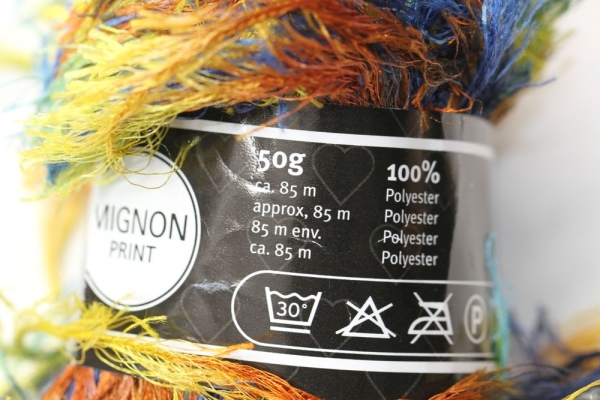 MIGNON
PRINT
50g
ca. 85 m
approx, 85 m
85 m env.
ca. 85 m
100%
Polyester
Polyester
Polyester
Polyester
30°
P